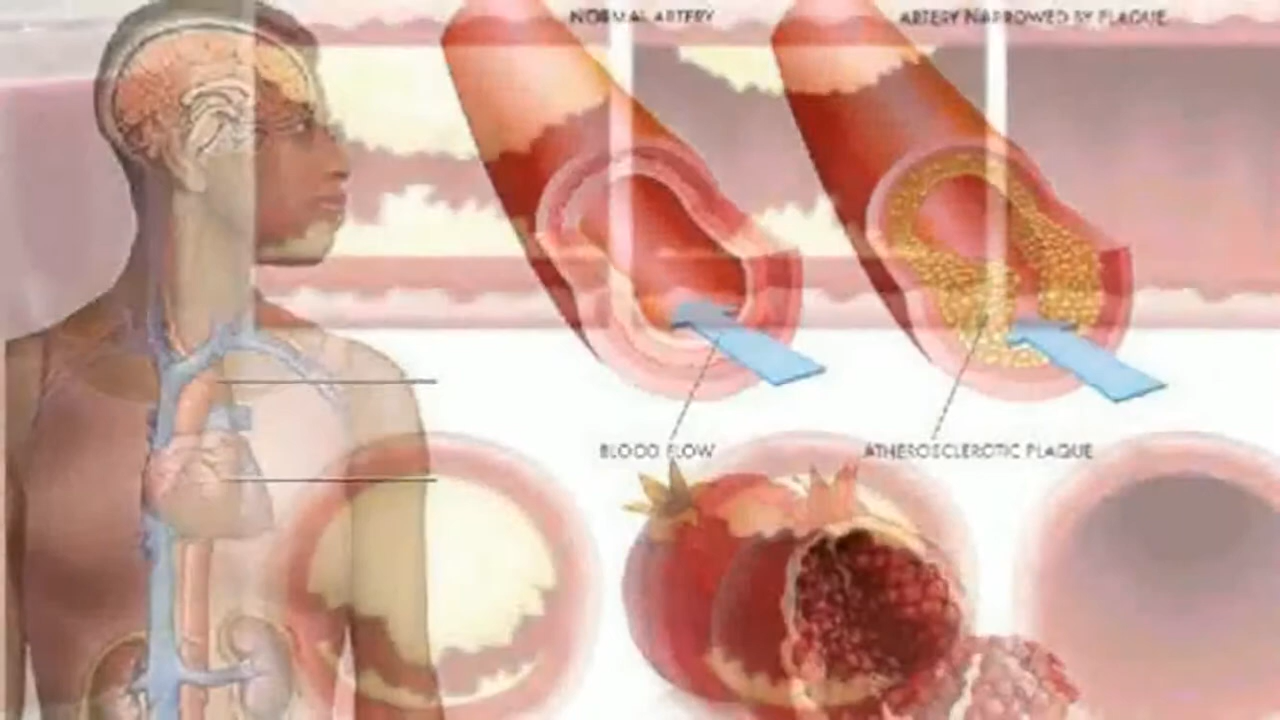 NORMAL ARTERY
ARTERY NARROWED BY PLAQUE
BLOOD FLOW
ATHEROSCLEROTIC PLAQUE